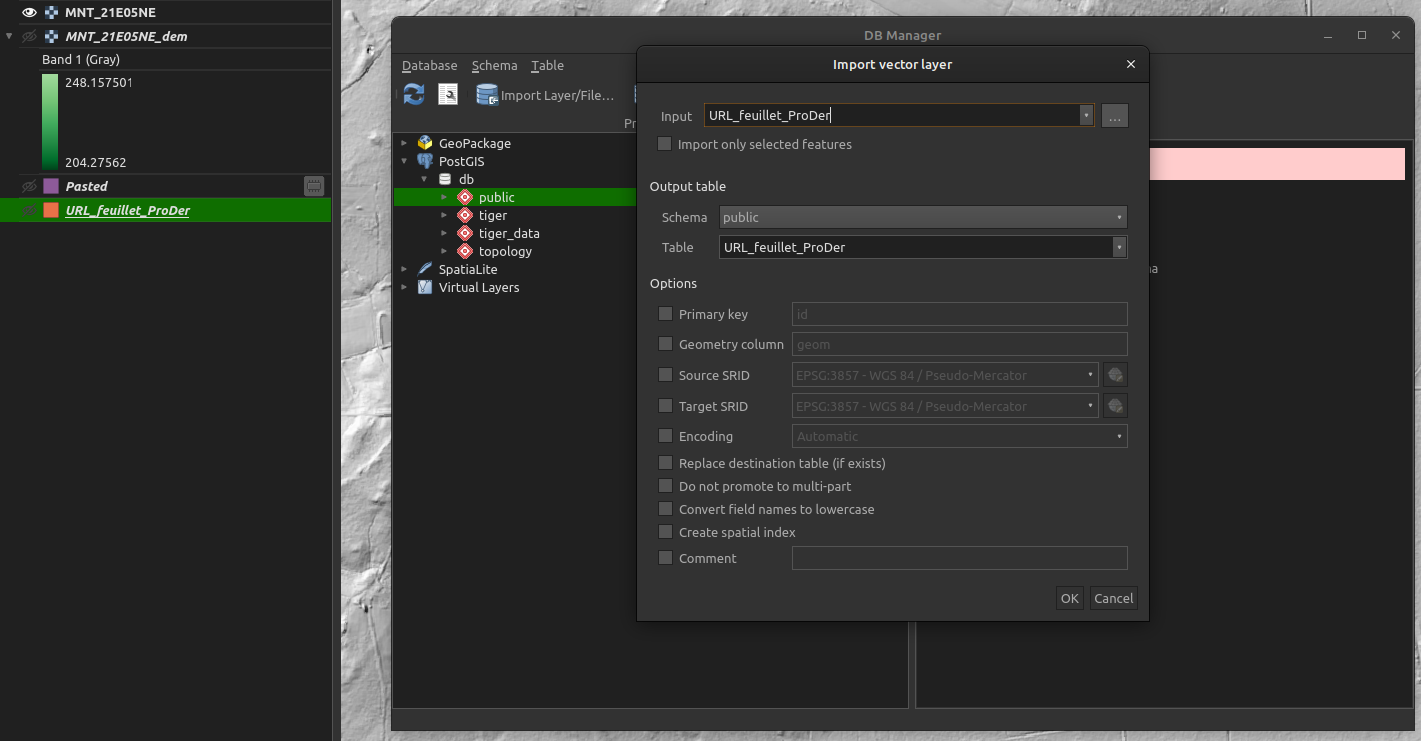 MNT_21E05NE
MNT_21E05NE_dem
Band 1 (Gray)
248.157501
204.27562
Pasted
URL_feuillet_ProDer
DB Manager
Database Schema Table
Import Layer/File...
GeoPackage
PostGIS
db
public
tiger
tiger_data
topology
SpatiaLite
Virtual Layers
Import vector layer
Input URL_feuillet_ProDer ...
Import only selected features
Output table
Schema public
Table URL_feuillet_ProDer
Options
Primary key id
Geometry column geom
Source SRID EPSG:3857 - WGS 84 / Pseudo-Mercator
Target SRID EPSG:3857 - WGS 84 / Pseudo-Mercator
Encoding Automatic
Replace destination table (if exists)
Do not promote to multi-part
Convert field names to lowercase
Create spatial index
Comment
OK Cancel